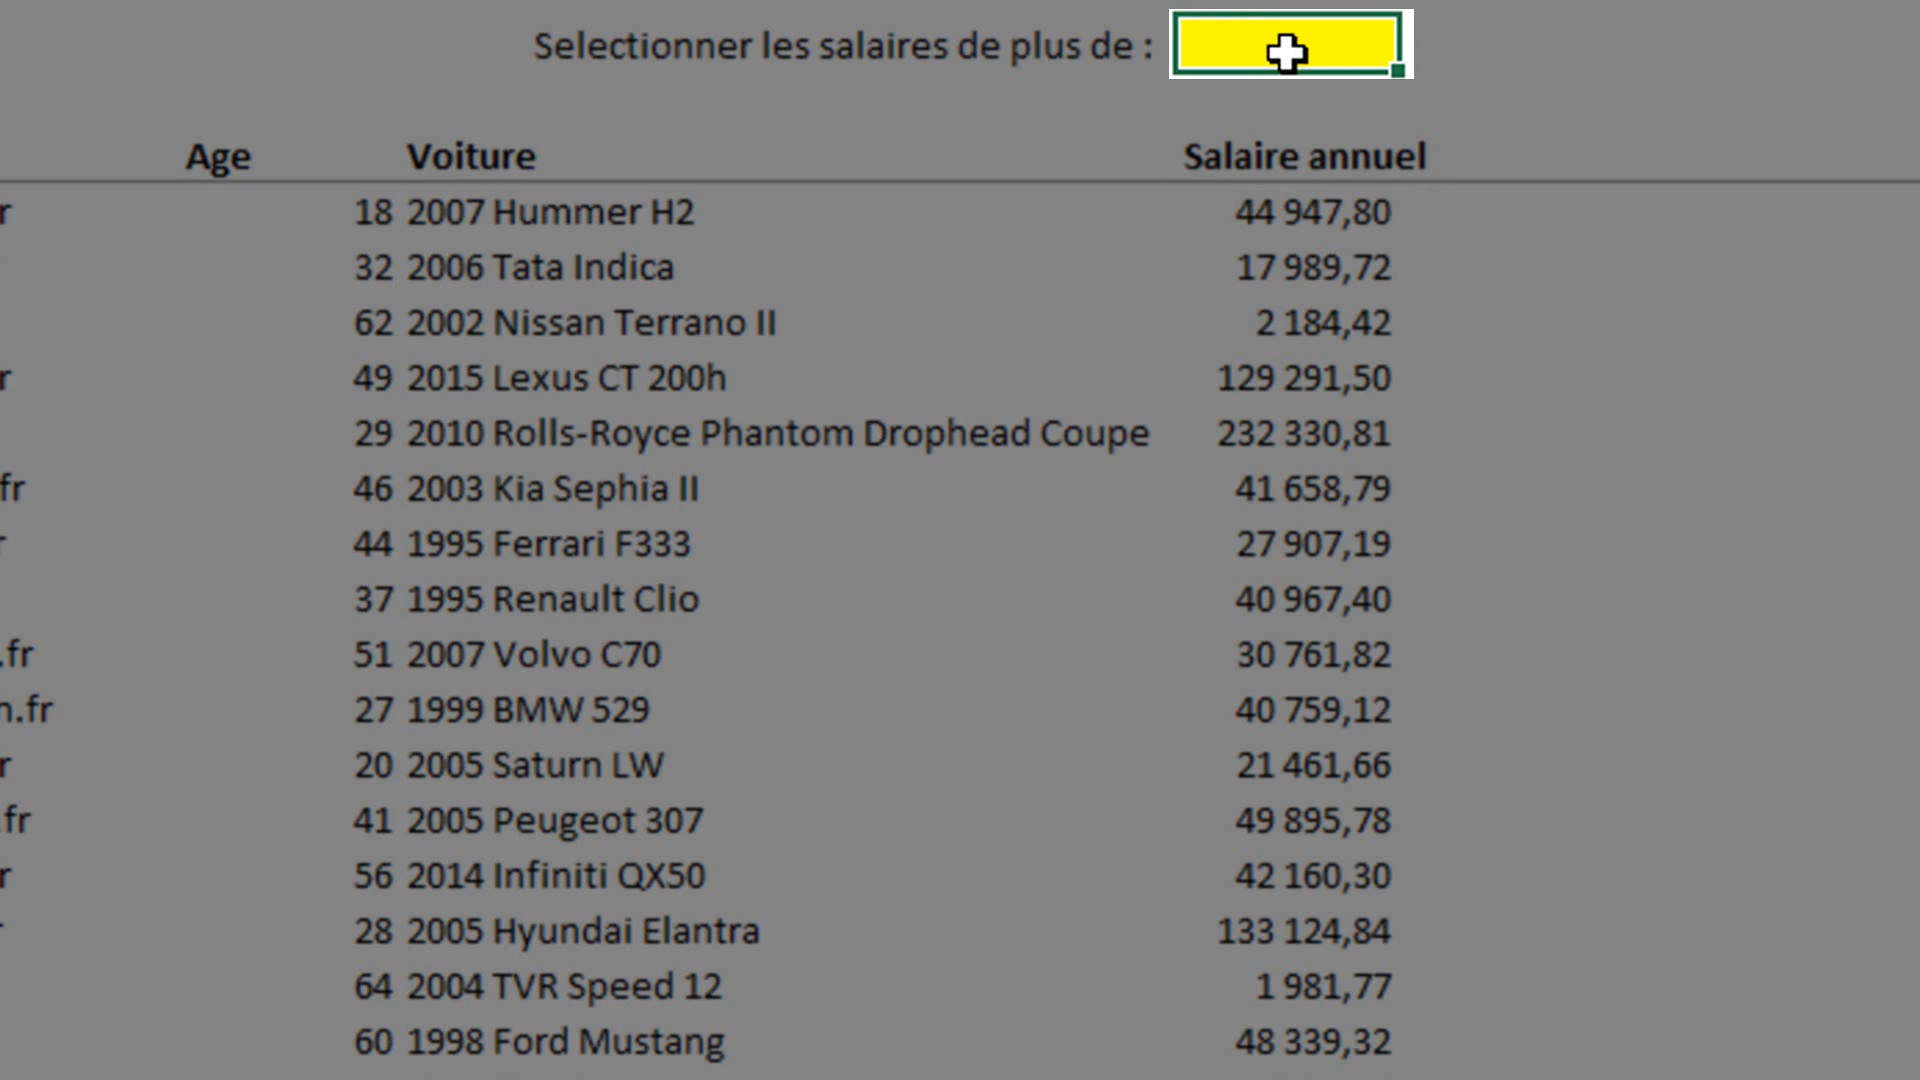 Selectionner les salaires de plus de :
Age Voiture Salaire annuel
r 18 2007 Hummer H2 44 947,80
32 2006 Tata Indica 17 989,72
62 2002 Nissan Terrano II 2 184,42
r 49 2015 Lexus CT 200h 129 291,50
29 2010 Rolls-Royce Phantom Drophead Coupe 232 330,81
fr 46 2003 Kia Sephia II 41 658,79
44 1995 Ferrari F333 27 907,19
37 1995 Renault Clio 40 967,40
.fr 51 2007 Volvo C70 30 761,82
n.fr 27 1999 BMW 529 40 759,12
r 20 2005 Saturn LW 21 461,66
.fr 41 2005 Peugeot 307 49 895,78
r 56 2014 Infiniti QX50 42 160,30
28 2005 Hyundai Elantra 133 124,84
64 2004 TVR Speed 12 1 981,77
60 1998 Ford Mustang 48 339,32